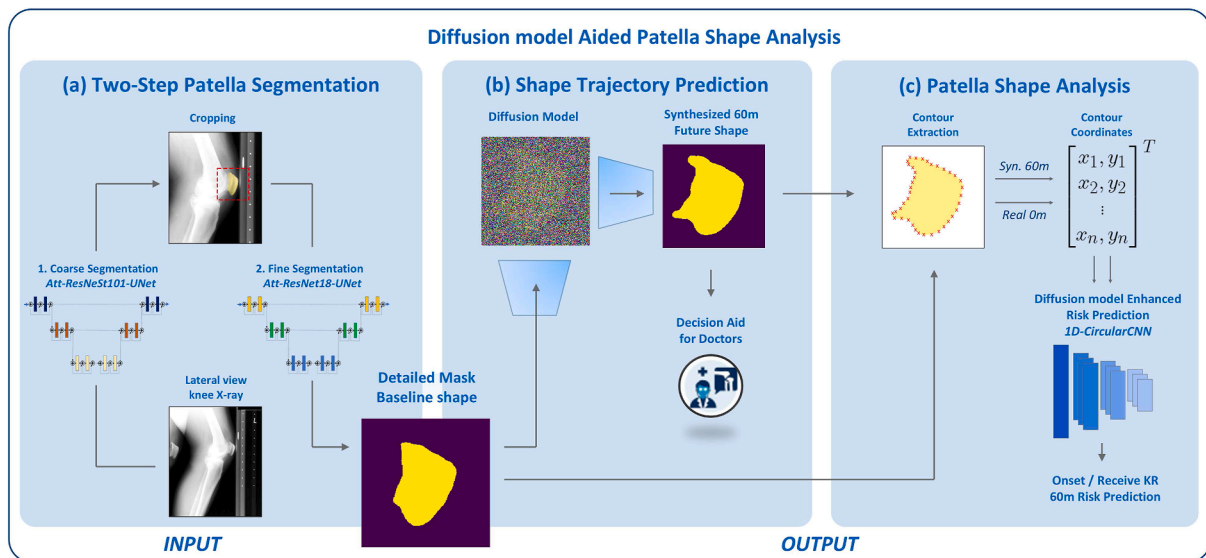 Diffusion model Aided Patella Shape Analysis
(a) Two-Step Patella Segmentation
Cropping
1. Coarse Segmentation
Att-ResNeSt101-UNet
2. Fine Segmentation
Att-ResNet18-UNet
Lateral view
knee X-ray
L
Detailed Mask
Baseline shape
INPUT
(b) Shape Trajectory Prediction
Diffusion Model
Synthesized 60m
Future Shape
Decision Aid
for Doctors
(c) Patella Shape Analysis
Contour
Extraction
Syn. 60m
Real 0m
Contour
Coordinates
x₁, y₁
x₂, y₂
⋮
xₙ, yₙ
T
Diffusion model Enhanced
Risk Prediction
1D-CircularCNN
Onset / Receive KR
60m Risk Prediction
OUTPUT